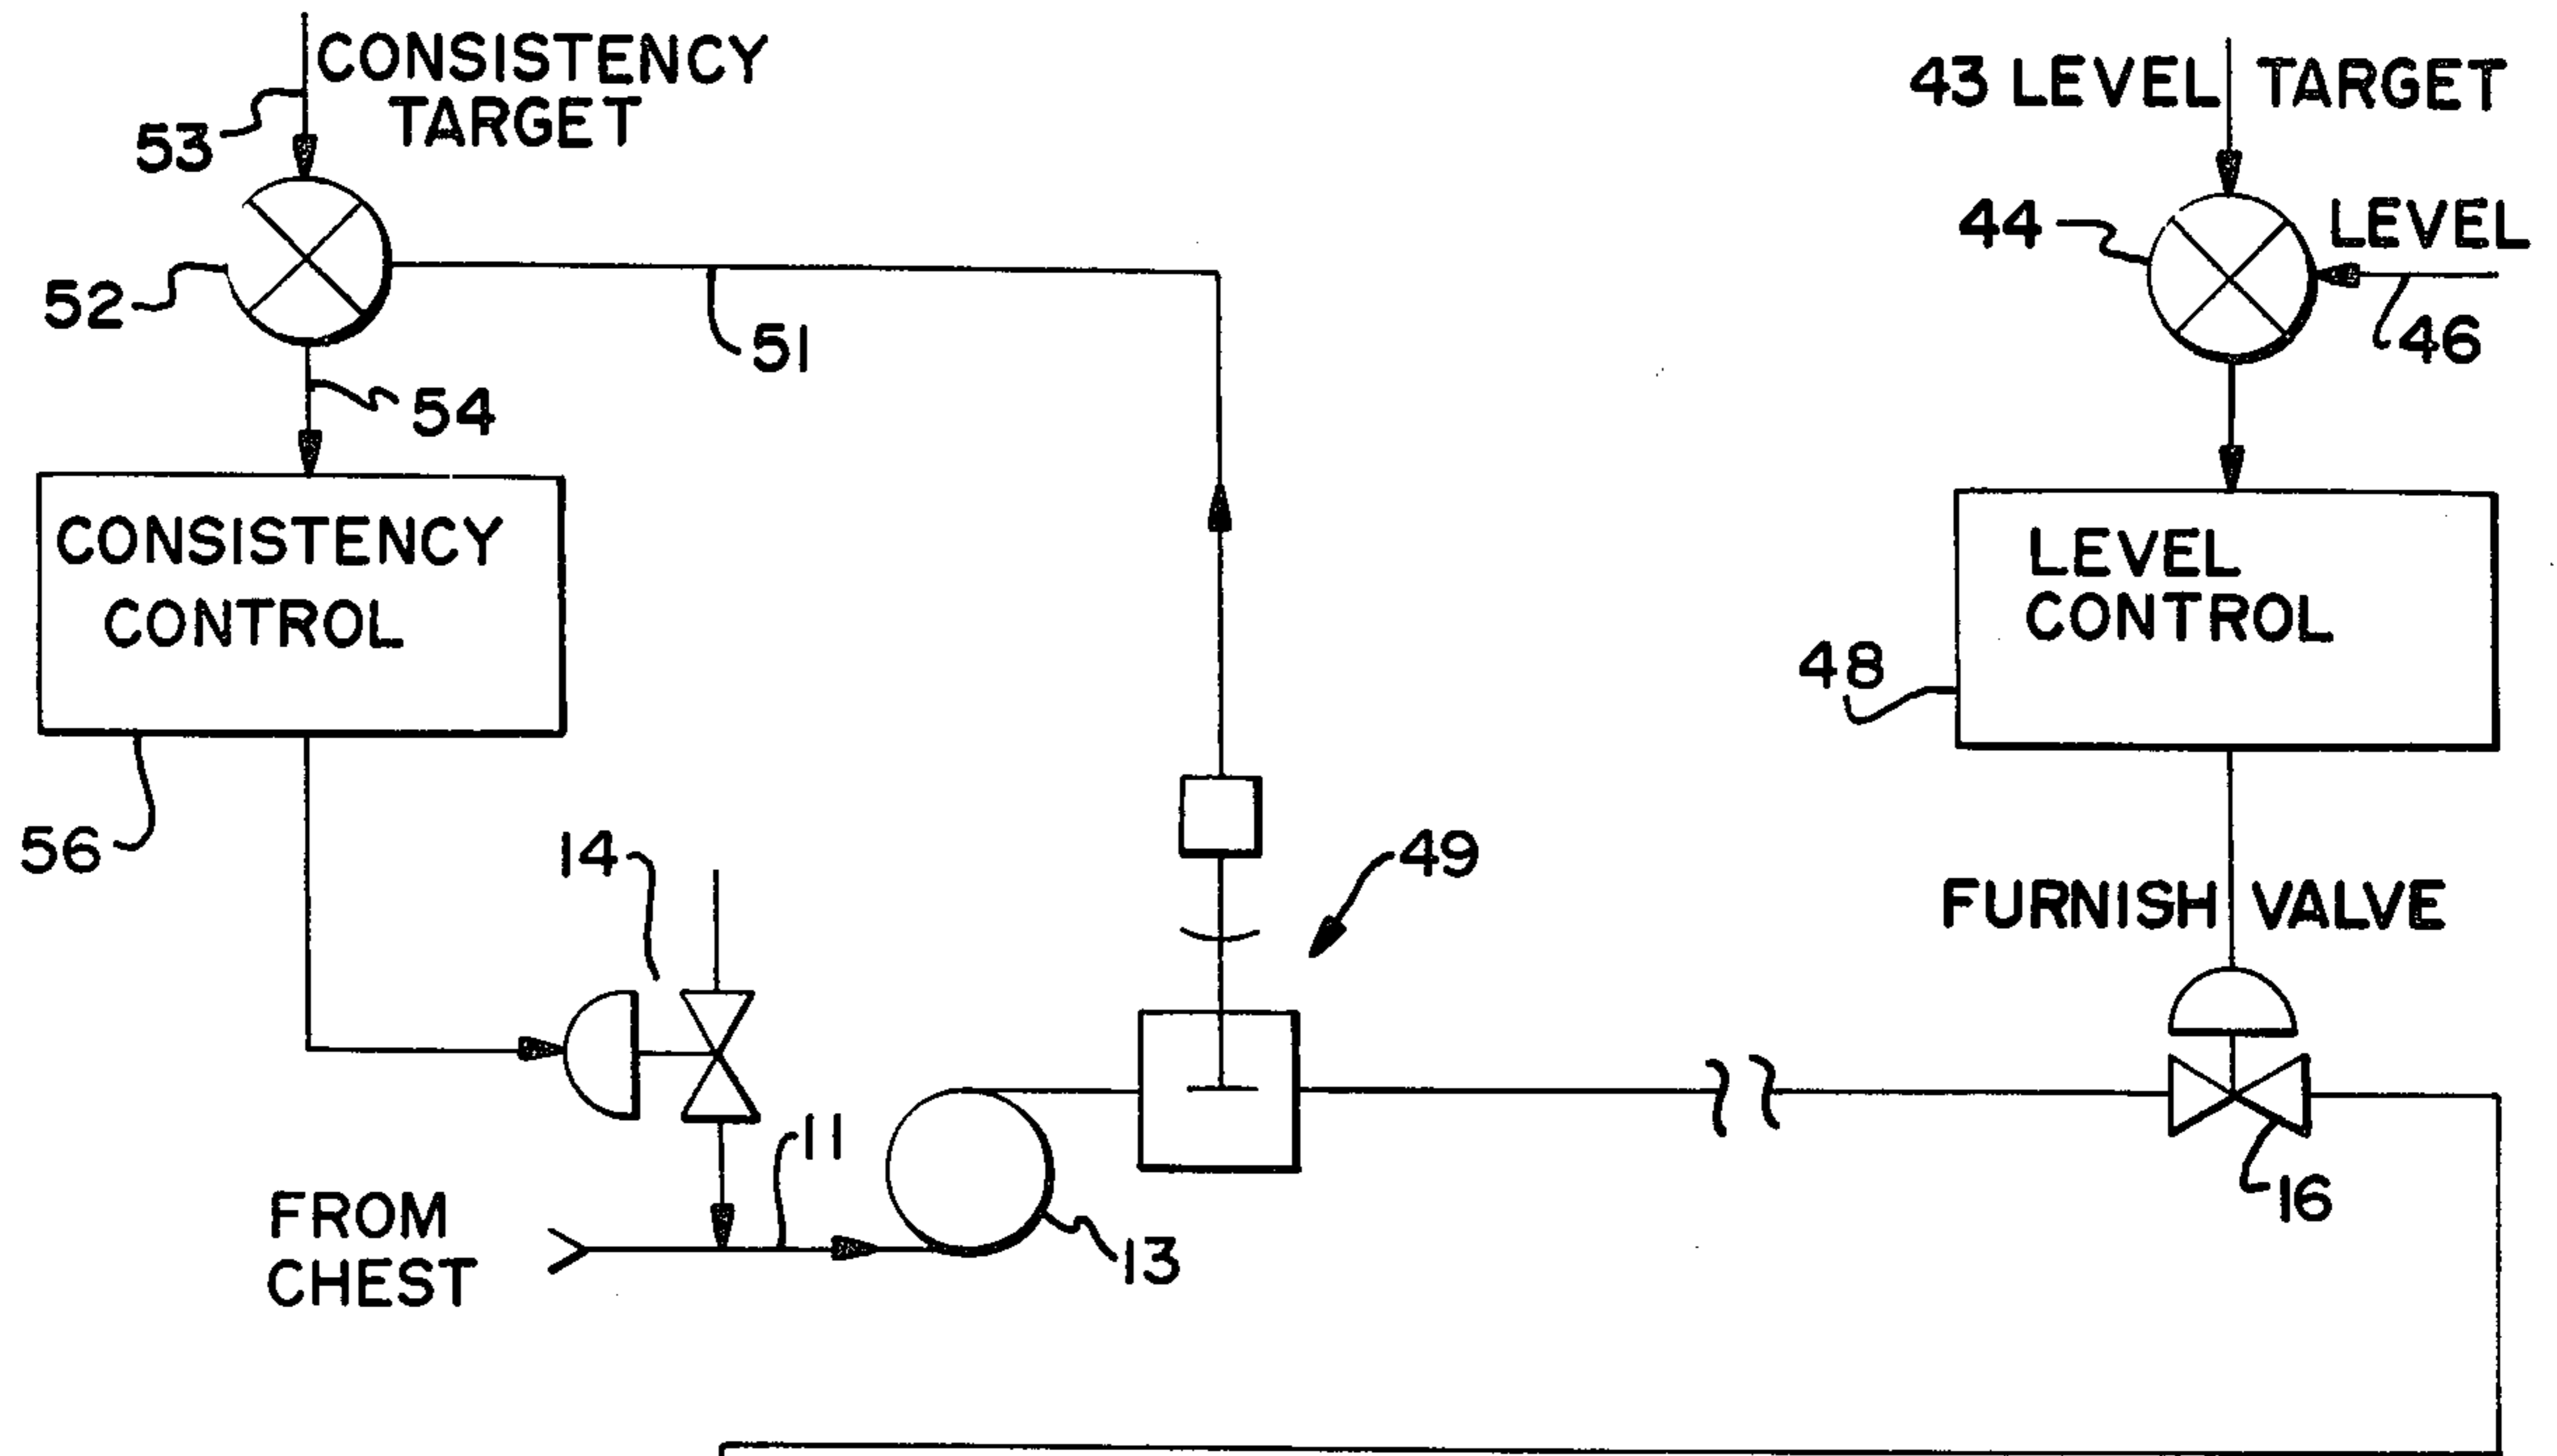 CONSISTENCY
TARGET
53
52
51
54
CONSISTENCY
CONTROL
56
14
11
FROM
CHEST
13
49
43 LEVEL TARGET
44
LEVEL
46
LEVEL
CONTROL
48
FURNISH VALVE
16